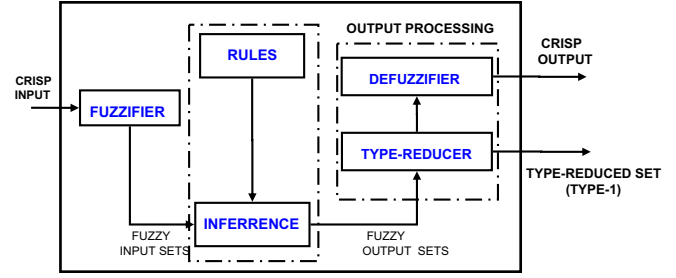 OUTPUT PROCESSING
CRISP
OUTPUT
RULES
DEFUZZIFIER
CRISP
INPUT
FUZZIFIER
TYPE-REDUCER
TYPE-REDUCED SET
(TYPE-1)
INFERRENCE
FUZZY
INPUT SETS
FUZZY
OUTPUT SETS